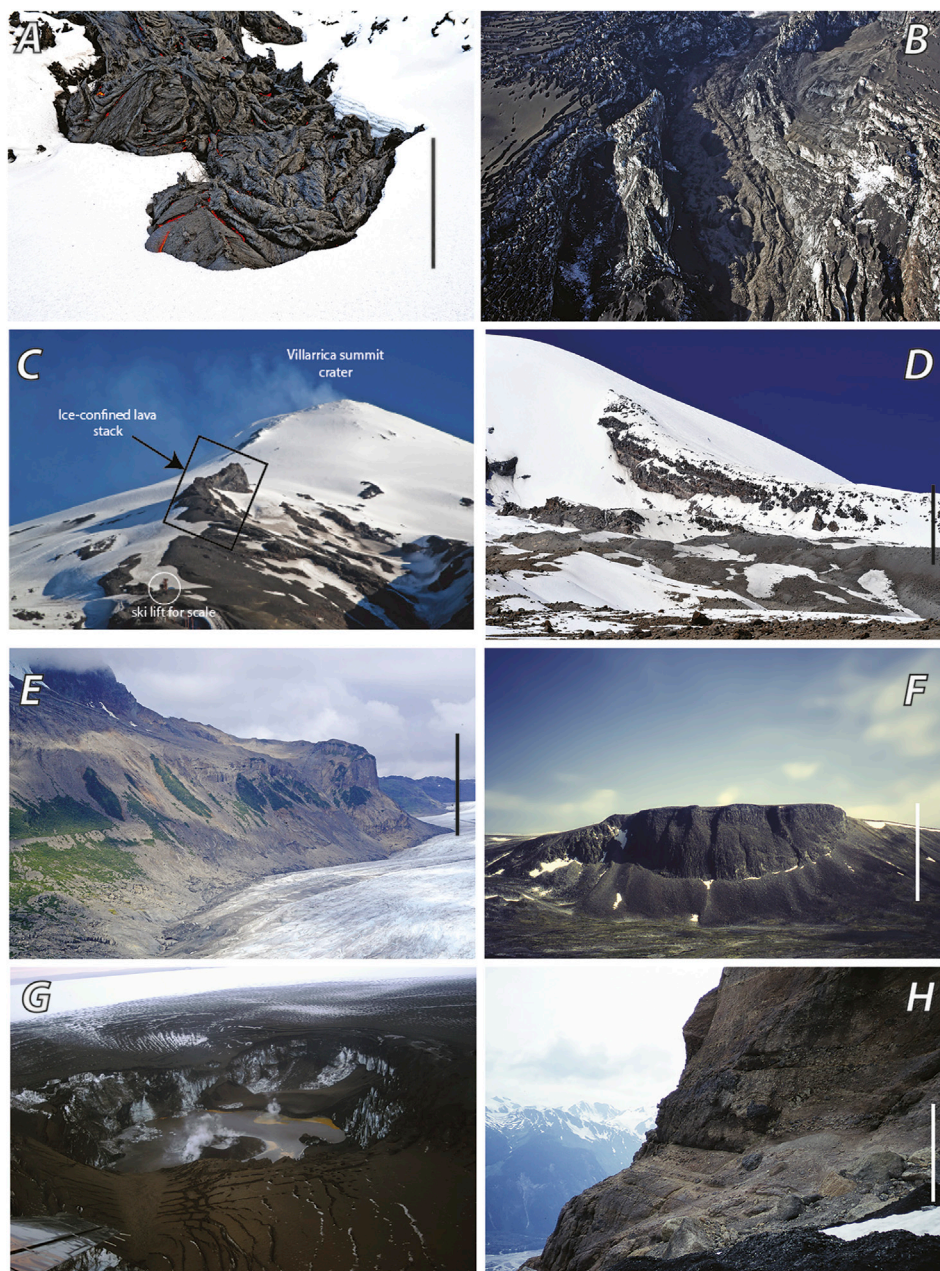 A
B
C
Villarrica summit
crater
Ice-confined lava
stack
ski lift for scale
D
E
F
G
H